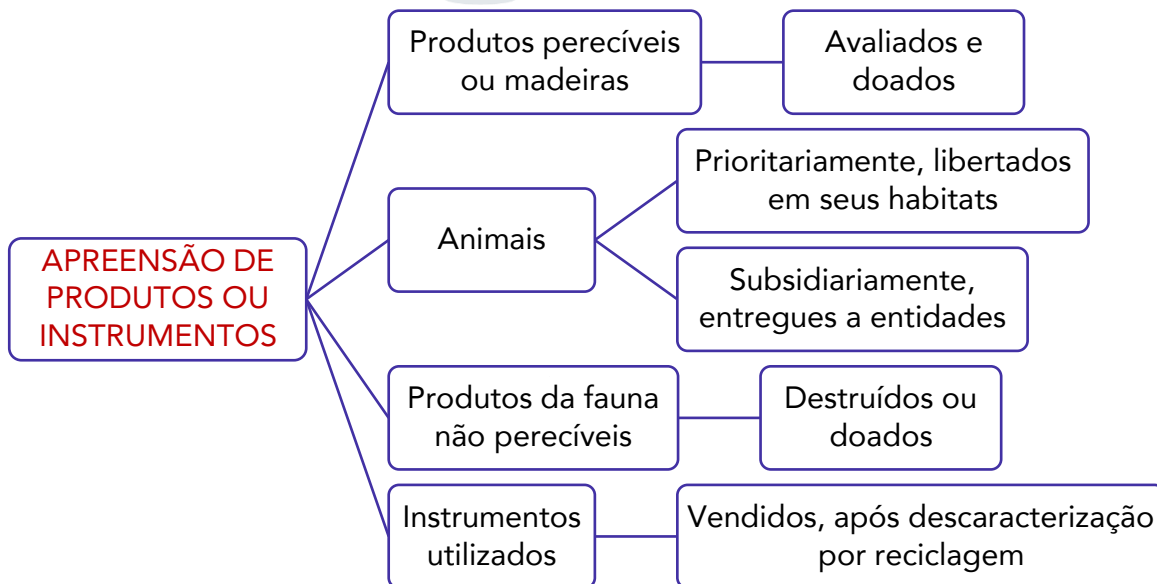 APREENSÃO DE
PRODUTOS OU
INSTRUMENTOS
Produtos perecíveis
ou madeiras
Avaliados e
doados
Animais
Prioritariamente, libertados
em seus habitats
Subsidiariamente,
entregues a entidades
Produtos da fauna
não perecíveis
Destruídos ou
doados
Instrumentos
utilizados
Vendidos, após descaracterização
por reciclagem